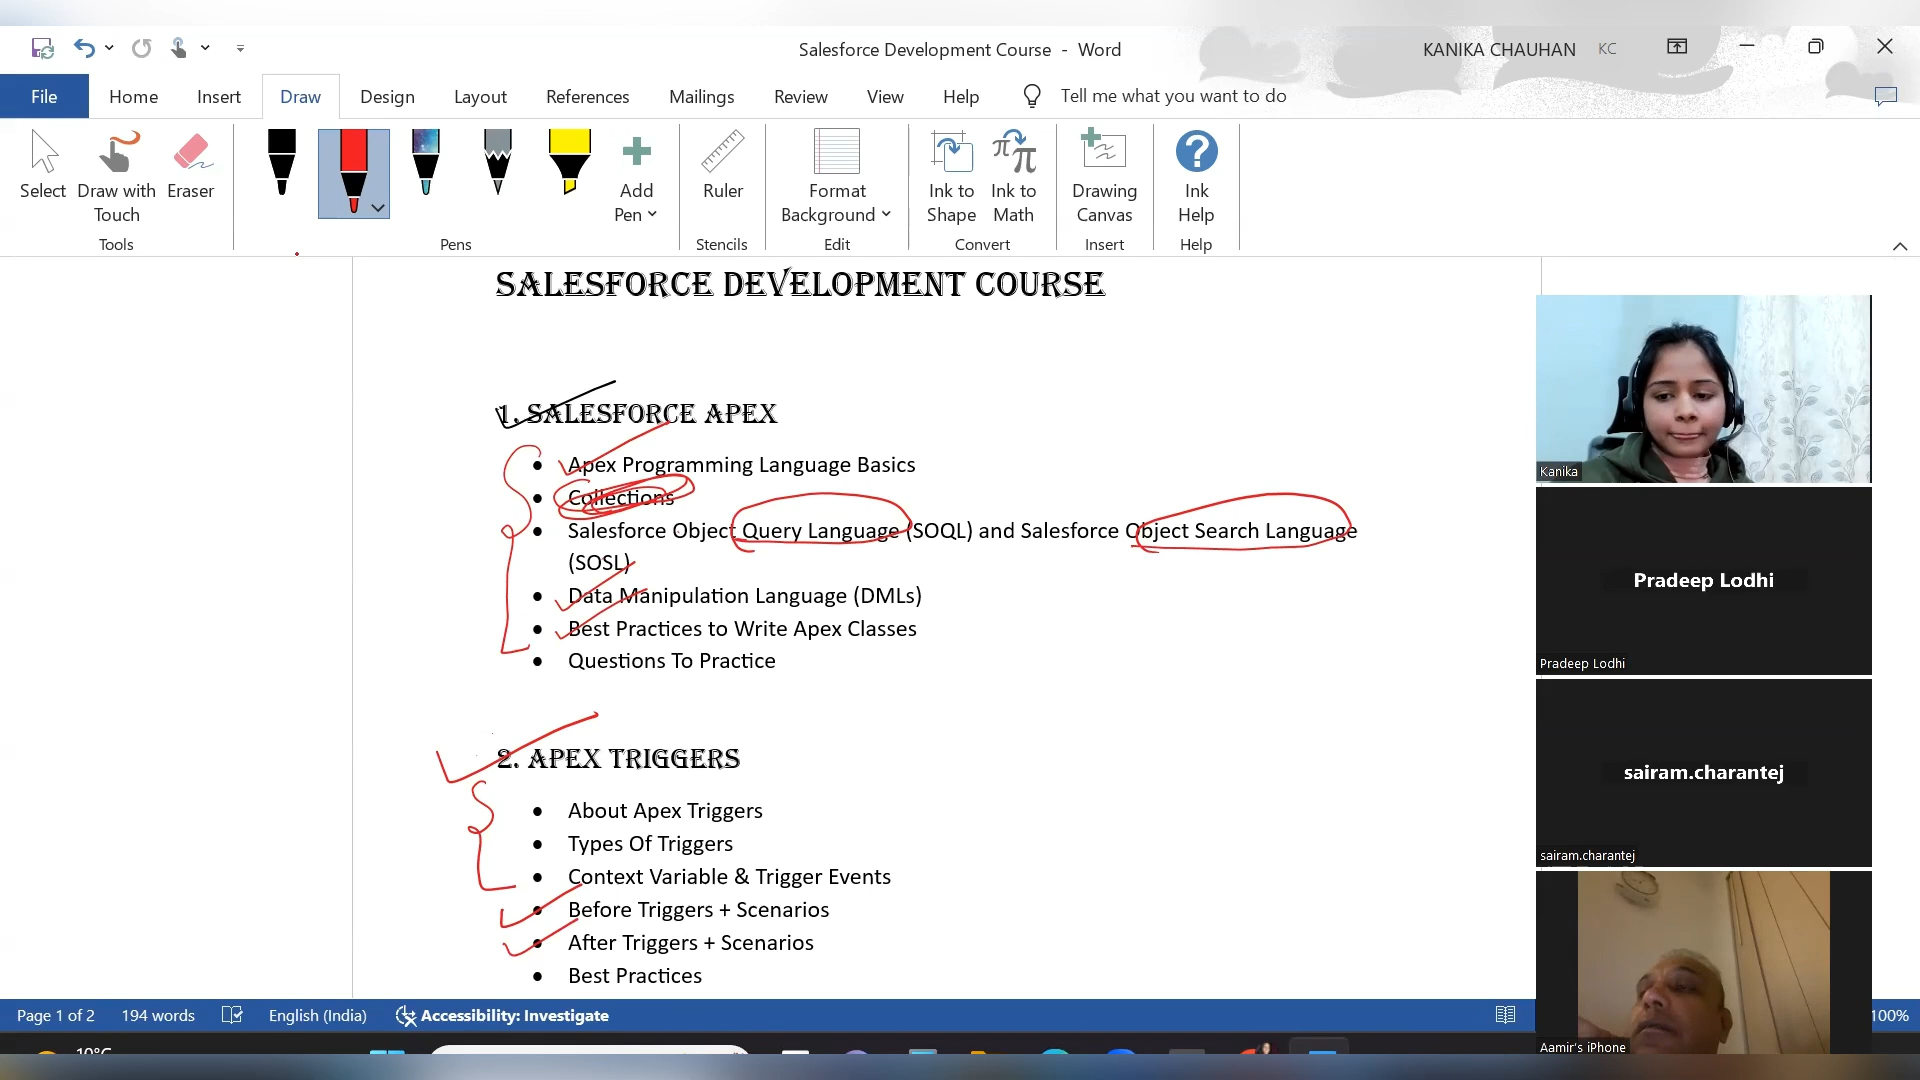 Salesforce Development Course - Word
KANIKA CHAUHAN KC
File Home Insert Draw Design Layout References Mailings Review View Help Tell me what you want to do
Select Draw with Touch Eraser Add Pen Ruler Format Background Ink to Shape Ink to Math Drawing Canvas Ink Help
Tools Pens Stencils Edit Convert Insert Help
SALESFORCE DEVELOPMENT COURSE
1. SALESFORCE APEX
• Apex Programming Language Basics
• Collections
• Salesforce Object Query Language (SOQL) and Salesforce Object Search Language
(SOSL)
• Data Manipulation Language (DMLs)
• Best Practices to Write Apex Classes
• Questions To Practice
2. APEX TRIGGERS
• About Apex Triggers
• Types Of Triggers
• Context Variable & Trigger Events
• Before Triggers + Scenarios
• After Triggers + Scenarios
• Best Practices
Kanika
Pradeep Lodhi
Pradeep Lodhi
sairam.charantej
sairam.charantej
Aamir's iPhone
Page 1 of 2 194 words English (India) Accessibility: Investigate 100%